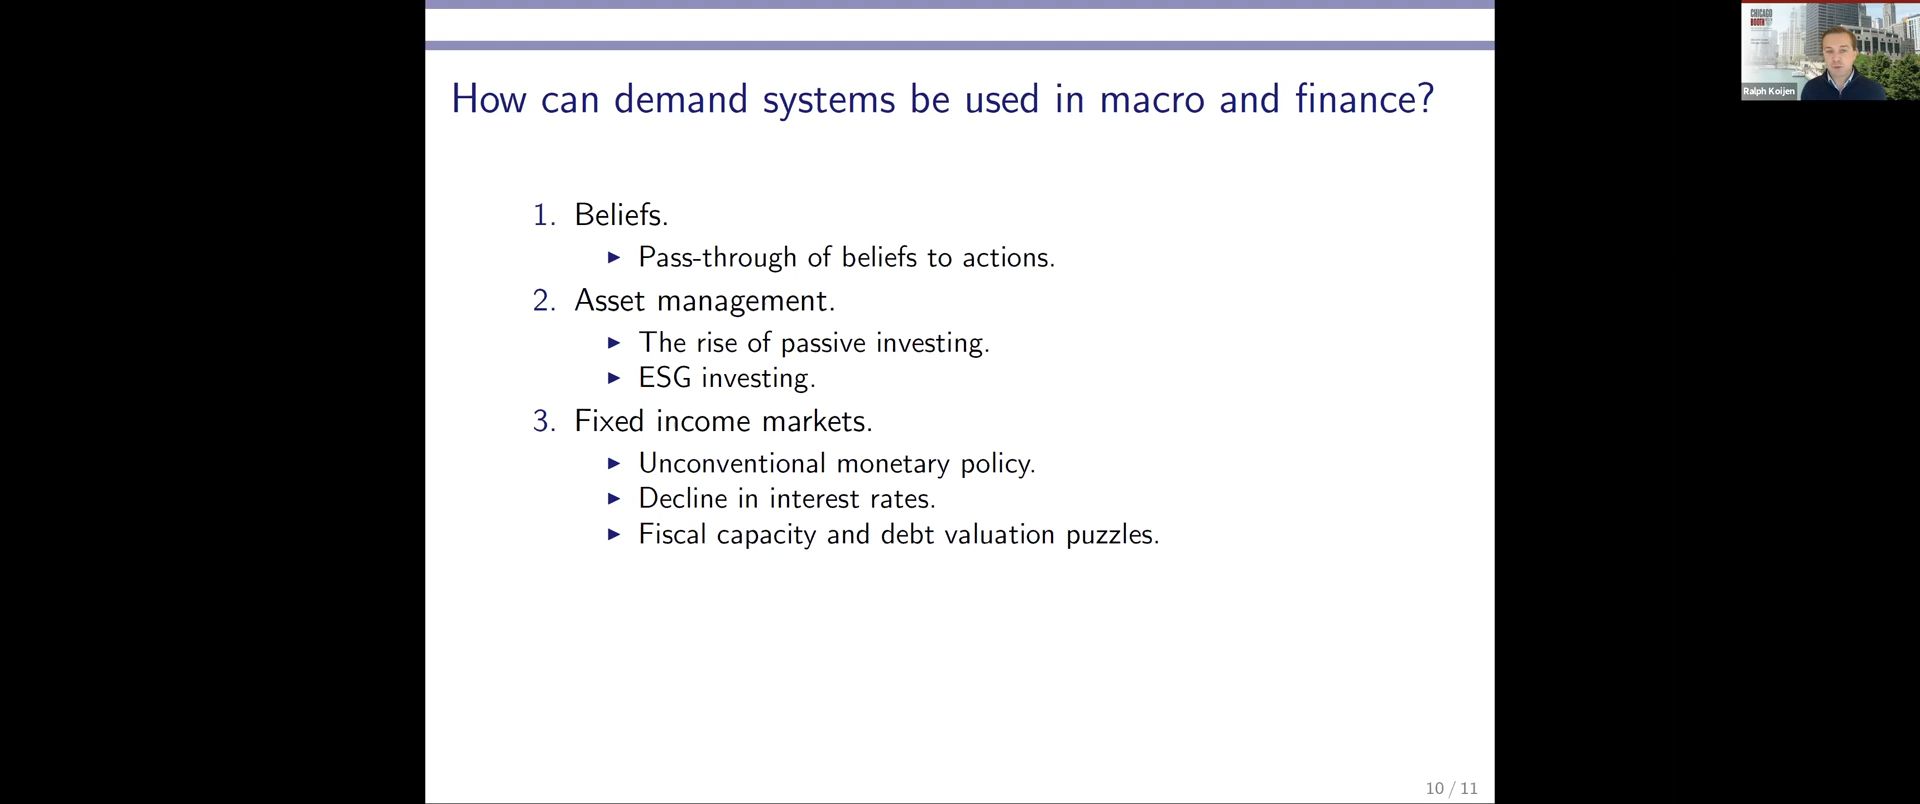 How can demand systems be used in macro and finance?
1. Beliefs.
▶ Pass-through of beliefs to actions.
2. Asset management.
▶ The rise of passive investing.
▶ ESG investing.
3. Fixed income markets.
▶ Unconventional monetary policy.
▶ Decline in interest rates.
▶ Fiscal capacity and debt valuation puzzles.
10 / 11
CHICAGO
BOOTH
Ralph Koijen